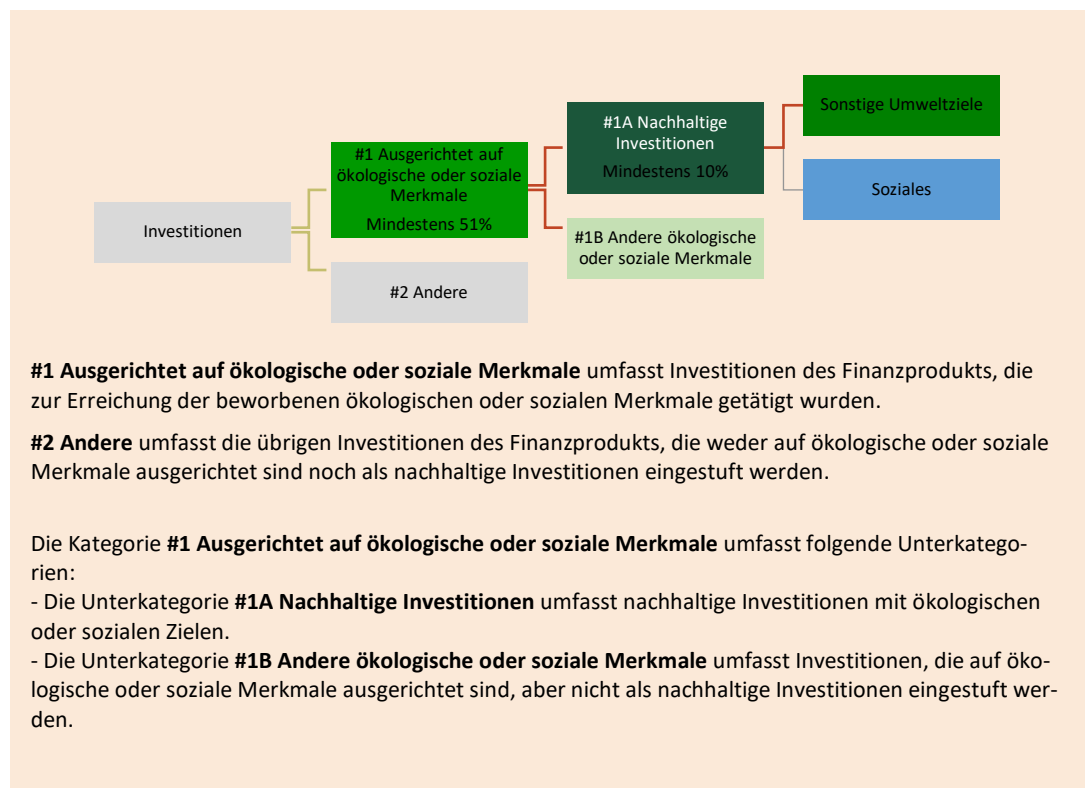 Investitionen
#1 Ausgerichtet auf
ökologische oder soziale
Merkmale
Mindestens 51%
#2 Andere
#1A Nachhaltige
Investitionen
Mindestens 10%
#1B Andere ökologische
oder soziale Merkmale
Sonstige Umweltziele
Soziales
#1 Ausgerichtet auf ökologische oder soziale Merkmale umfasst Investitionen des Finanzprodukts, die
zur Erreichung der beworbenen ökologischen oder sozialen Merkmale getätigt wurden.
#2 Andere umfasst die übrigen Investitionen des Finanzprodukts, die weder auf ökologische oder soziale
Merkmale ausgerichtet sind noch als nachhaltige Investitionen eingestuft werden.
Die Kategorie #1 Ausgerichtet auf ökologische oder soziale Merkmale umfasst folgende Unterkatego-
rien:
- Die Unterkategorie #1A Nachhaltige Investitionen umfasst nachhaltige Investitionen mit ökologischen
oder sozialen Zielen.
- Die Unterkategorie #1B Andere ökologische oder soziale Merkmale umfasst Investitionen, die auf öko-
logische oder soziale Merkmale ausgerichtet sind, aber nicht als nachhaltige Investitionen eingestuft wer-
den.